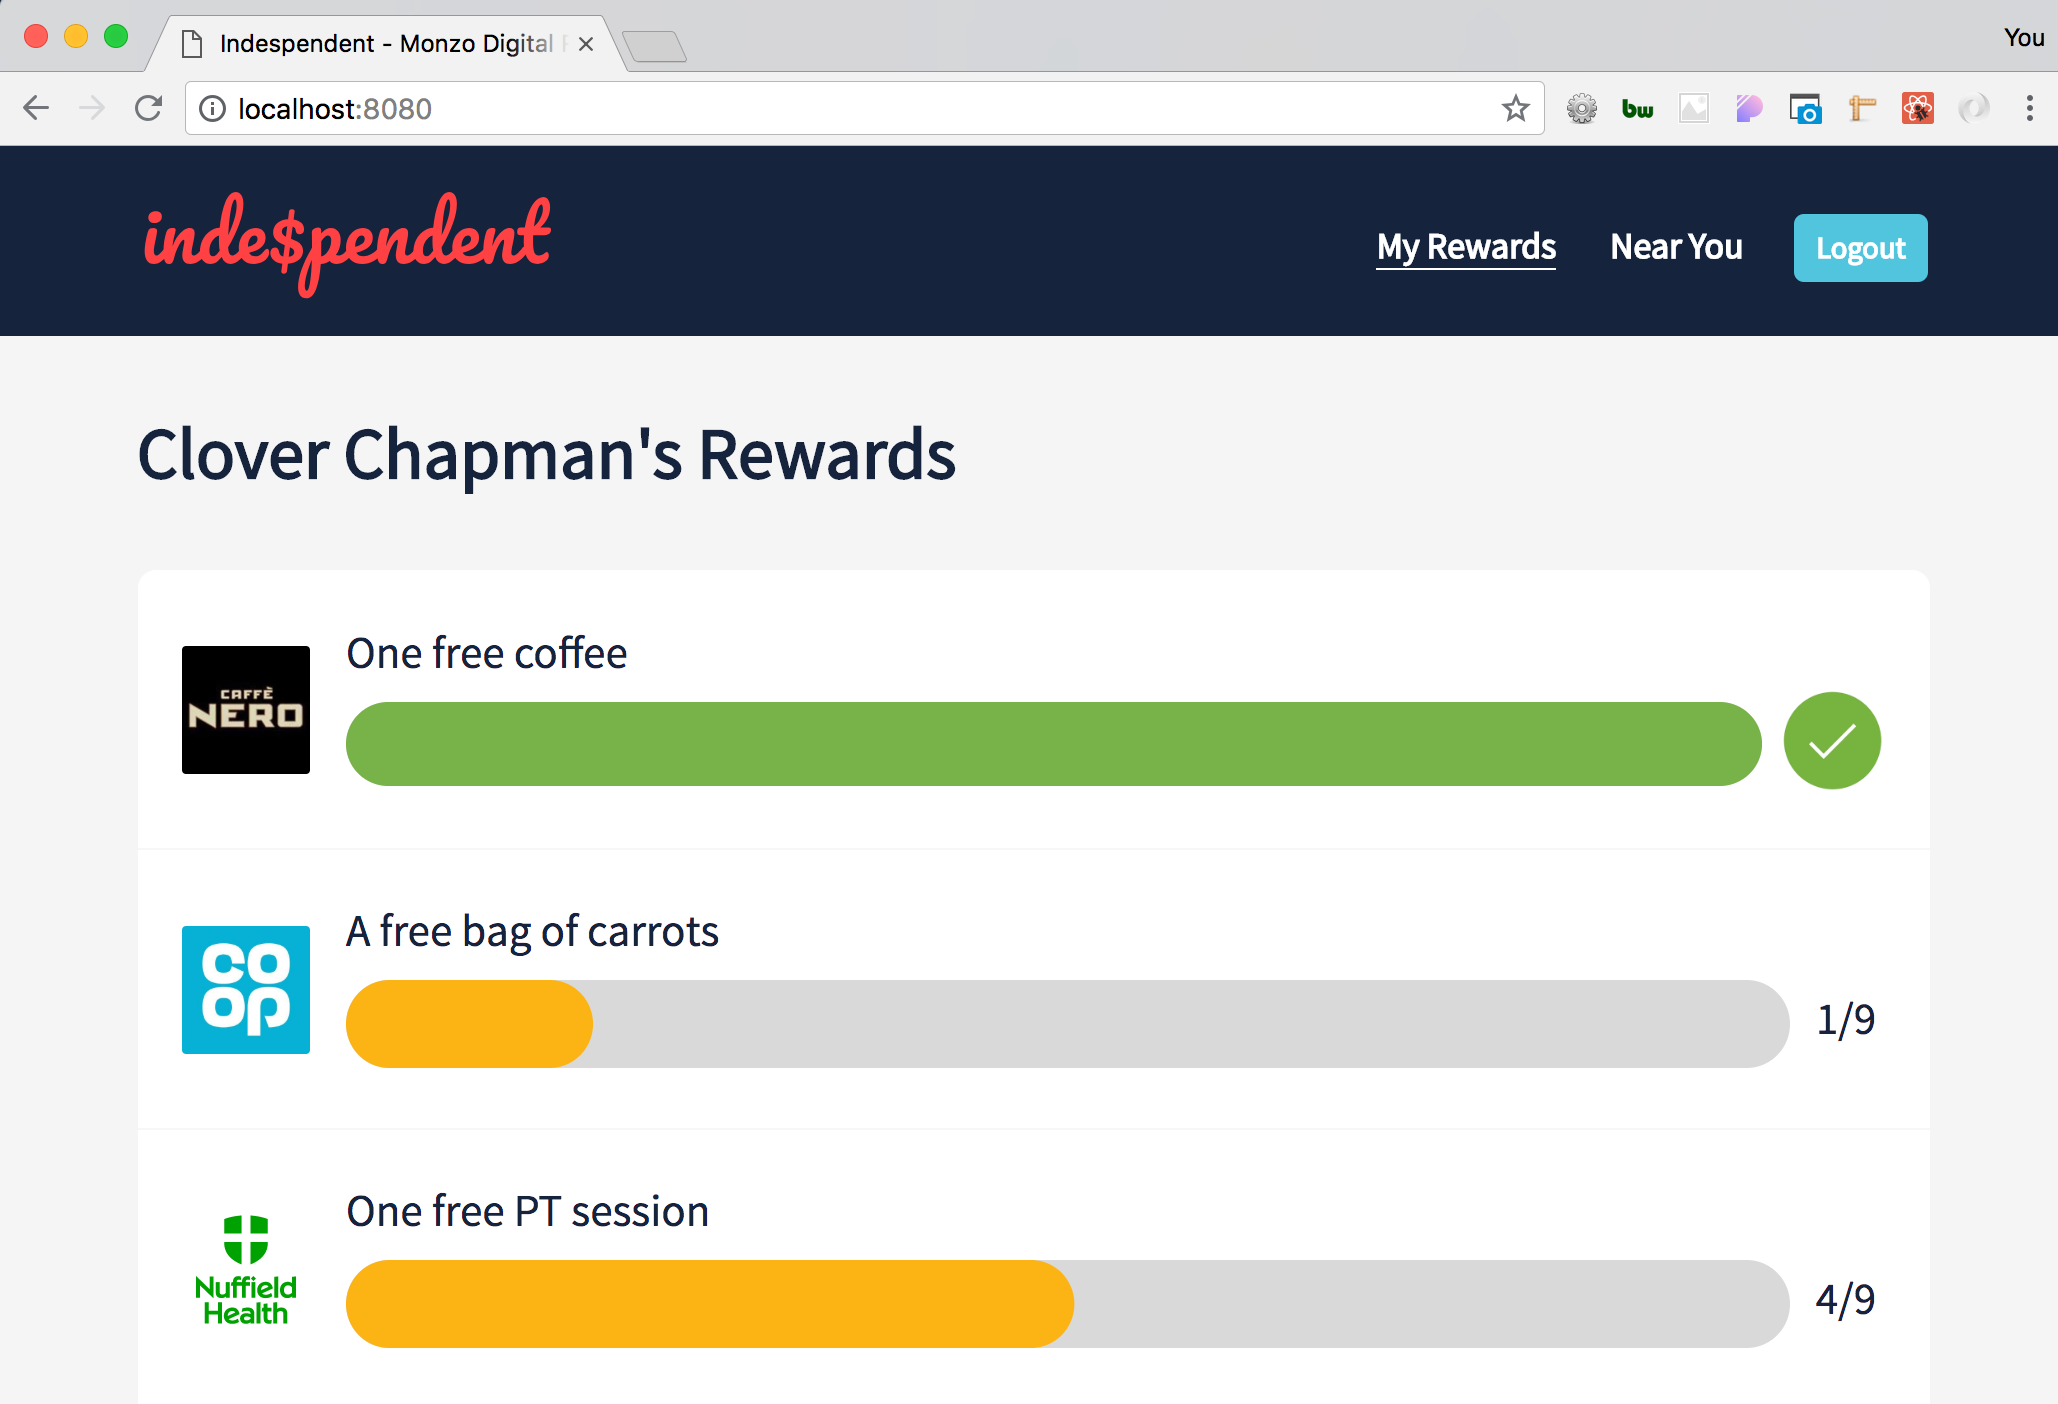 Indespendent - Monzo Digital
You
localhost:8080
bw
inde$pendent
My Rewards
Near You
Logout
Clover Chapman's Rewards
One free coffee
CAFFÈ
NERO
A free bag of carrots
CO
OP
1/9
One free PT session
Nuffield
Health
4/9